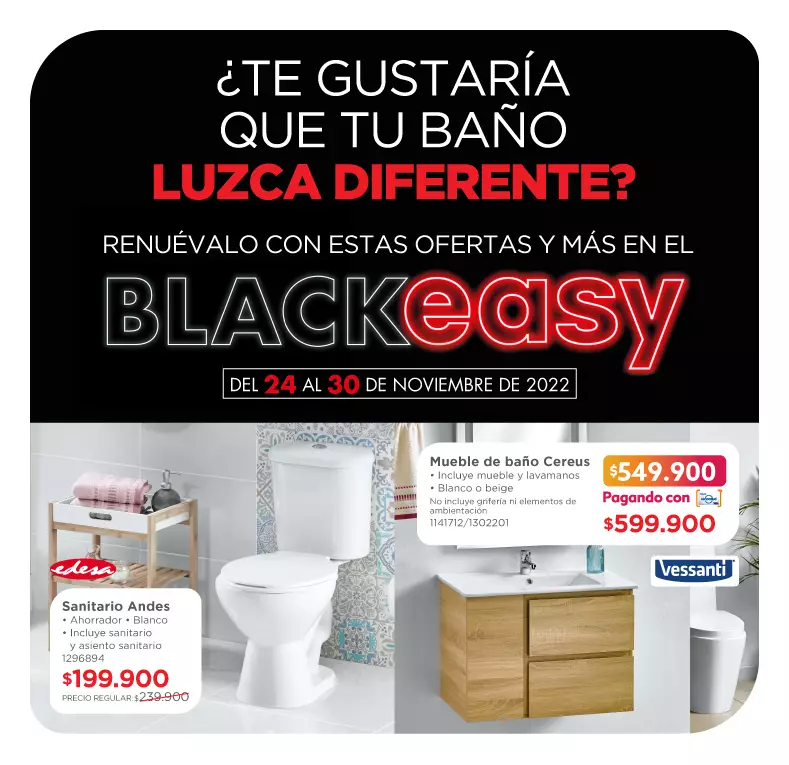 ¿TE GUSTARÍA
QUE TU BAÑO
LUZCA DIFERENTE?
RENUÉVALO CON ESTAS OFERTAS Y MÁS EN EL
BLACKeasy
DEL 24 AL 30 DE NOVIEMBRE DE 2022
edesa
Sanitario Andes
• Ahorrador • Blanco
• Incluye sanitario
y asiento sanitario
1296894
$199.900
PRECIO REGULAR: $239.900
Mueble de baño Cereus
• Incluye mueble y lavamanos
• Blanco o beige
No incluye grifería ni elementos de
ambientación
1141712/1302201
$549.900
Pagando con
$599.900
Vessanti